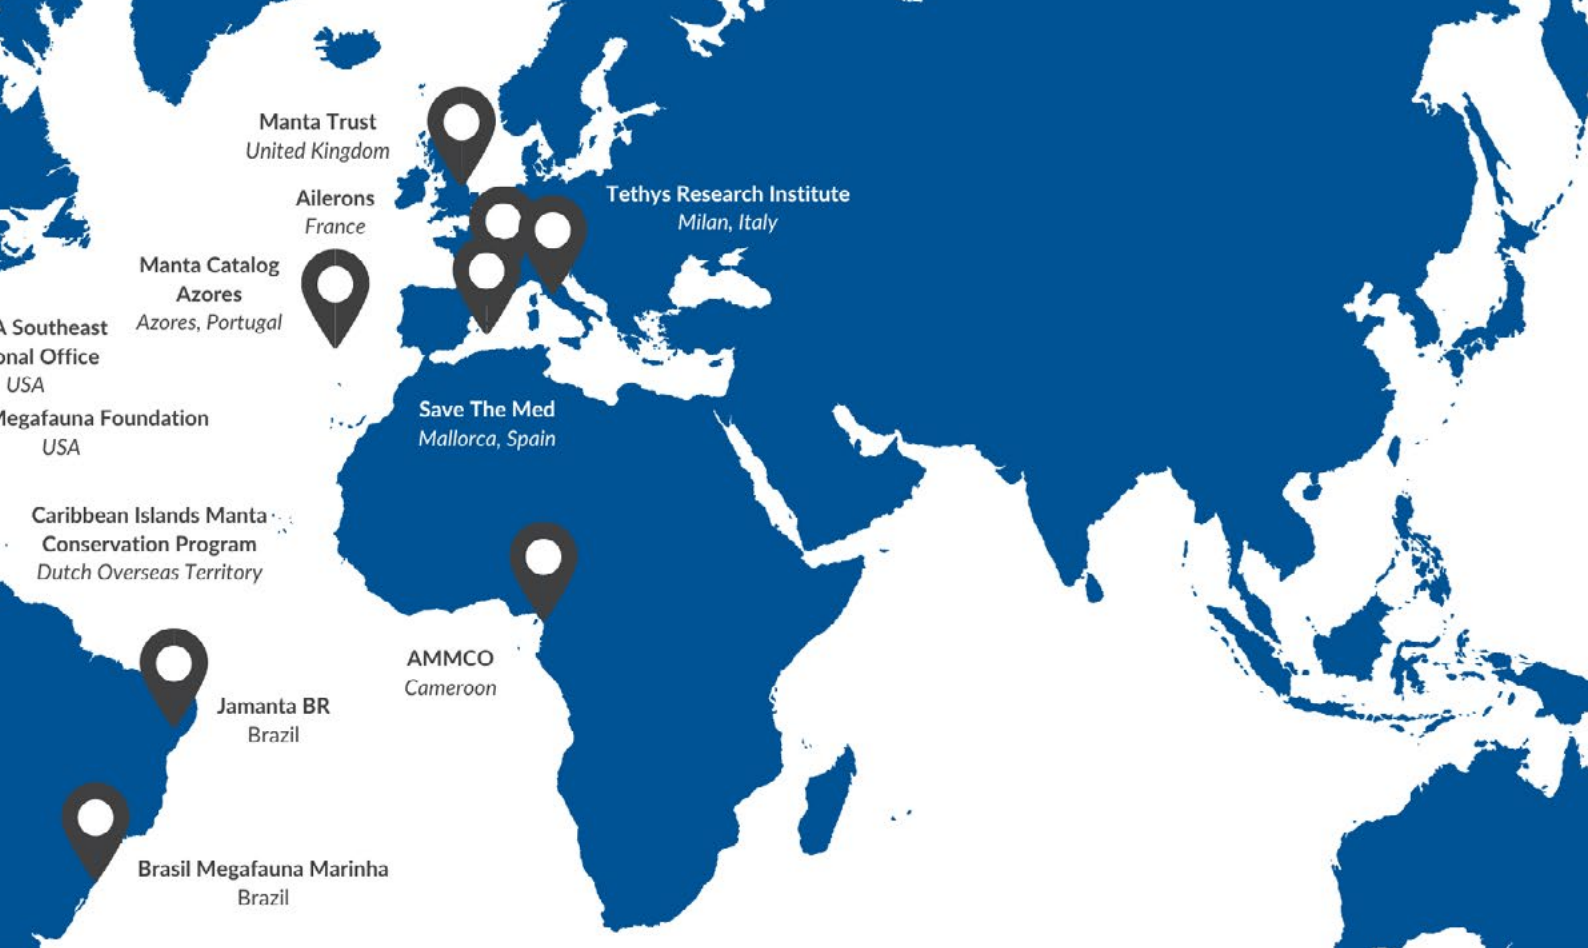 Manta Trust
United Kingdom
Ailerons
France
Tethys Research Institute
Milan, Italy
Manta Catalog
Azores
Azores, Portugal
Southeast
Office
USA
Foundation
USA
Save The Med
Mallorca, Spain
Caribbean Islands Manta
Conservation Program
Dutch Overseas Territory
AMMCO
Cameroon
Jamanta BR
Brazil
Brasil Megafauna Marinha
Brazil